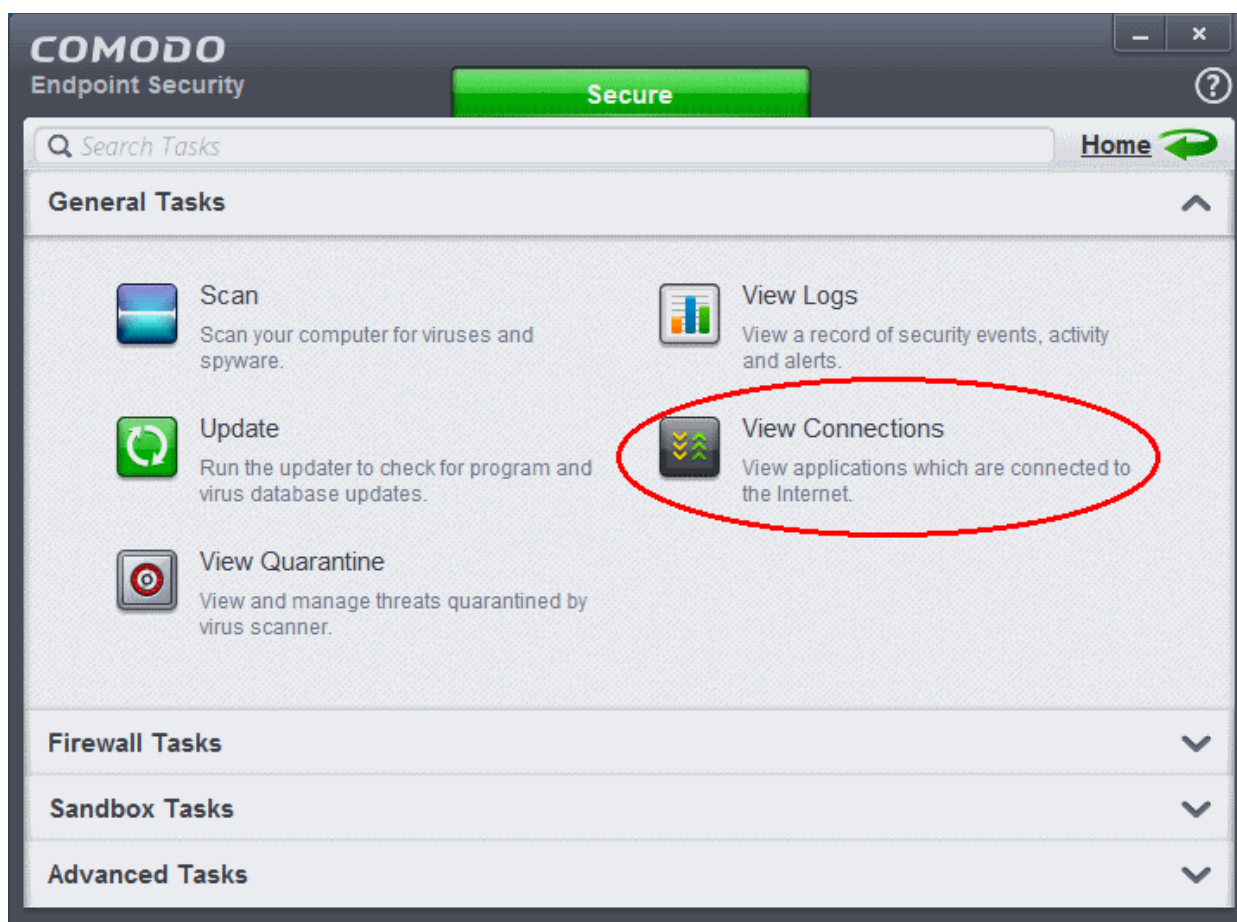 COMODO
Endpoint Security
Secure
Search Tasks
Home
General Tasks
Scan
Scan your computer for viruses and
spyware.
View Logs
View a record of security events, activity
and alerts.
Update
Run the updater to check for program and
virus database updates.
View Connections
View applications which are connected to
the Internet.
View Quarantine
View and manage threats quarantined by
virus scanner.
Firewall Tasks
Sandbox Tasks
Advanced Tasks